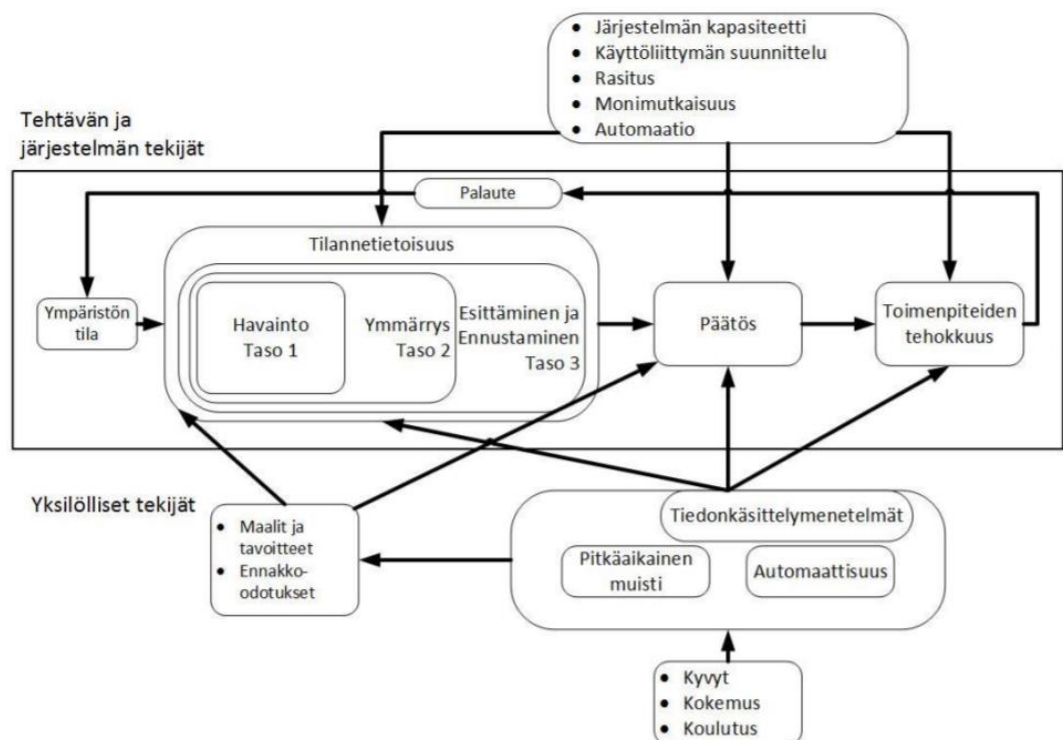 Järjestelmän kapasiteetti
Käyttöliittymän suunnittelu
Rasitus
Monimutkaisuus
Automaatio
Tehtävän ja
järjestelmän tekijät
Palaute
Tilannetietoisuus
Ympäristön
tila
Havainto
Taso 1
Ymmärrys
Taso 2
Esittäminen ja
Ennustaminen
Taso 3
Päätös
Toimenpiteiden
tehokkuus
Yksilölliset tekijät
Maalit ja
tavoitteet
Ennakko-
odotukset
Tiedonkäsittelymenetelmät
Pitkäaikainen
muisti
Automaattisuus
Kyvyt
Kokemus
Koulutus